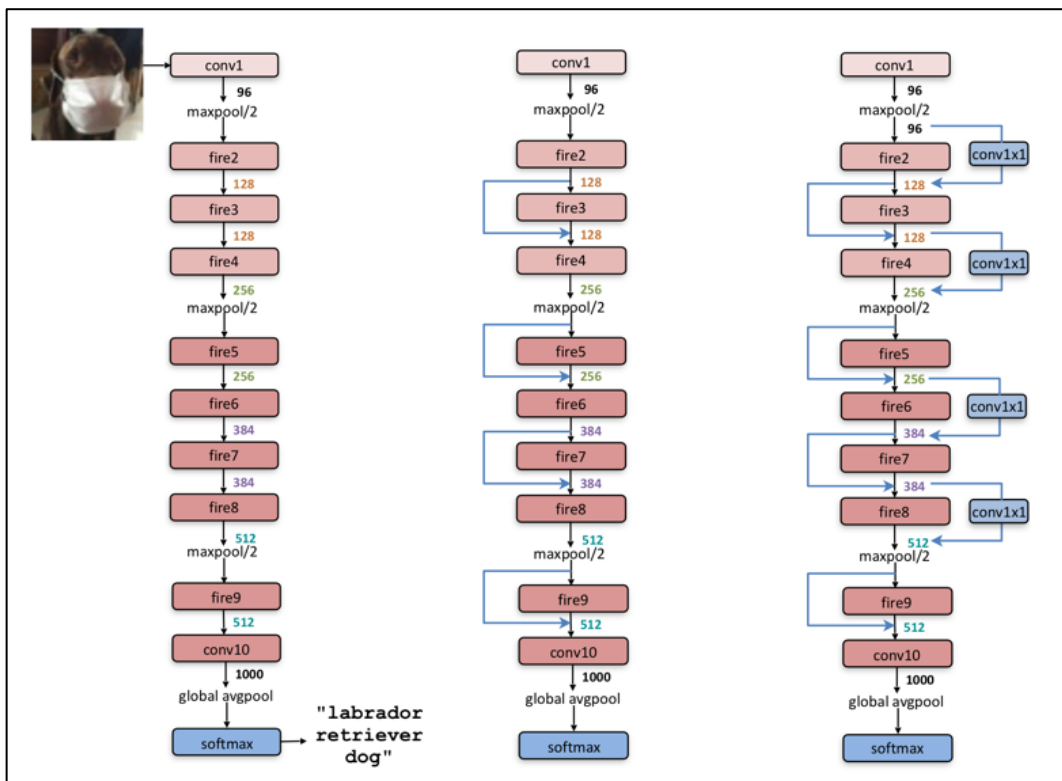 conv1
96
maxpool/2
fire2
128
fire3
128
fire4
256
maxpool/2
fire5
256
fire6
384
fire7
384
fire8
512
maxpool/2
fire9
512
conv10
1000
global avgpool
softmax
"labrador
retriever
dog"
conv1
96
maxpool/2
fire2
128
fire3
128
fire4
256
maxpool/2
fire5
256
fire6
384
fire7
384
fire8
512
maxpool/2
fire9
512
conv10
1000
global avgpool
softmax
conv1
96
maxpool/2
96
conv1x1
fire2
128
fire3
128
conv1x1
fire4
256
maxpool/2
fire5
256
conv1x1
fire6
384
fire7
384
conv1x1
fire8
512
maxpool/2
fire9
512
conv10
1000
global avgpool
softmax